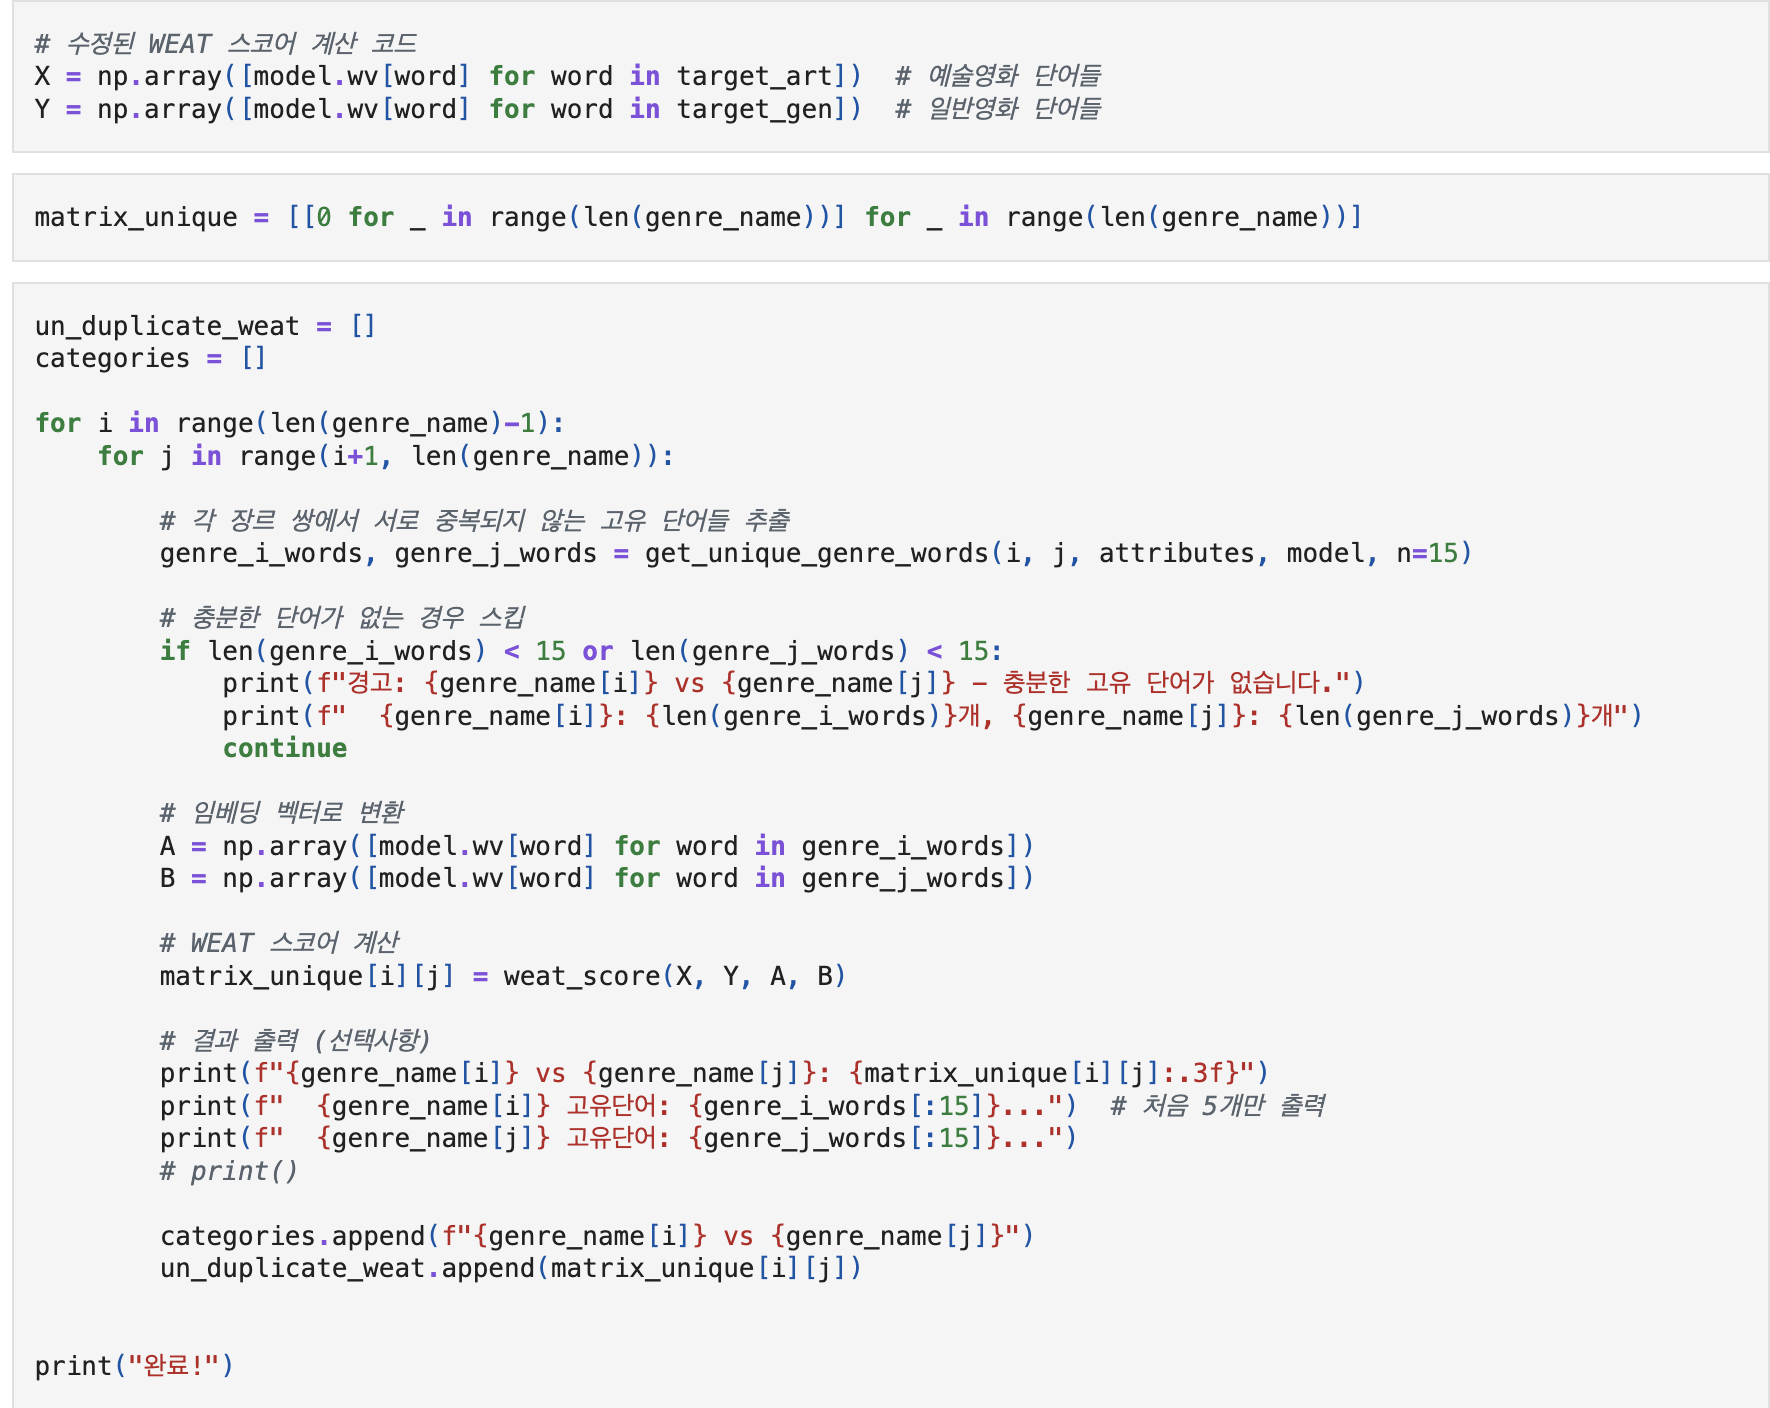 # 수정된 WEAT 스코어 계산 코드
X = np.array([model.wv[word] for word in target_art])  # 예술영화 단어들
Y = np.array([model.wv[word] for word in target_gen])  # 일반영화 단어들
matrix_unique = [[0 for _ in range(len(genre_name))] for _ in range(len(genre_name))]
un_duplicate_weat = []
categories = []
for i in range(len(genre_name)-1):
    for j in range(i+1, len(genre_name)):
        # 각 장르 쌍에서 서로 중복되지 않는 고유 단어들 추출
        genre_i_words, genre_j_words = get_unique_genre_words(i, j, attributes, model, n=15)
        # 충분한 단어가 없는 경우 스킵
        if len(genre_i_words) < 15 or len(genre_j_words) < 15:
            print(f"경고: {genre_name[i]} vs {genre_name[j]} - 충분한 고유 단어가 없습니다.")
            print(f"  {genre_name[i]}: {len(genre_i_words)}개, {genre_name[j]}: {len(genre_j_words)}개")
            continue
        # 임베딩 벡터로 변환
        A = np.array([model.wv[word] for word in genre_i_words])
        B = np.array([model.wv[word] for word in genre_j_words])
        # WEAT 스코어 계산
        matrix_unique[i][j] = weat_score(X, Y, A, B)
        # 결과 출력 (선택사항)
        print(f"{genre_name[i]} vs {genre_name[j]}: {matrix_unique[i][j]:.3f}")
        print(f"  {genre_name[i]} 고유단어: {genre_i_words[:15]}...")  # 처음 5개만 출력
        print(f"  {genre_name[j]} 고유단어: {genre_j_words[:15]}...")
        # print()
        categories.append(f"{genre_name[i]} vs {genre_name[j]}")
        un_duplicate_weat.append(matrix_unique[i][j])
print("완료!")